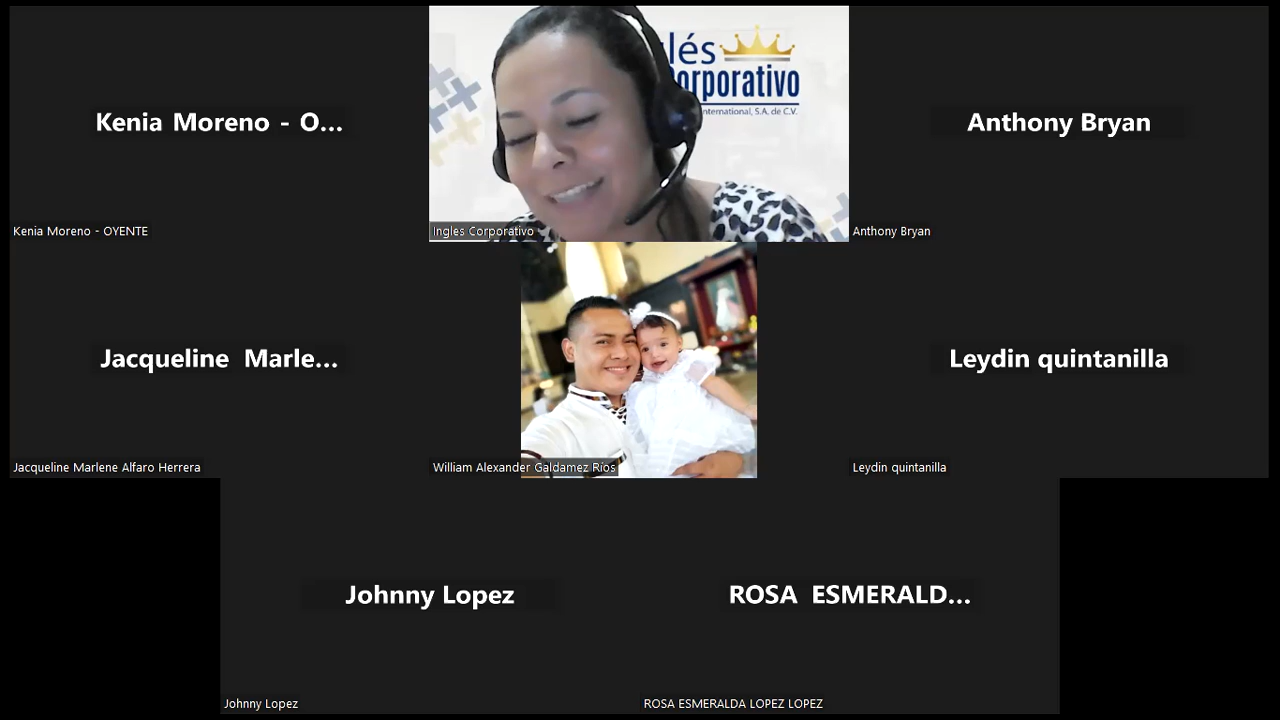 Kenia Moreno - O...
Kenia Moreno - OYENTE
lés
orporativo
nternational, S.A. de C.V.
Ingles Corporativo
Anthony Bryan
Anthony Bryan
Jacqueline Marle...
Jacqueline Marlene Alfaro Herrera
William Alexander Galdamez Rios
Leydin quintanilla
Leydin quintanilla
Johnny Lopez
Johnny Lopez
ROSA ESMERALD...
ROSA ESMERALDA LOPEZ LOPEZ